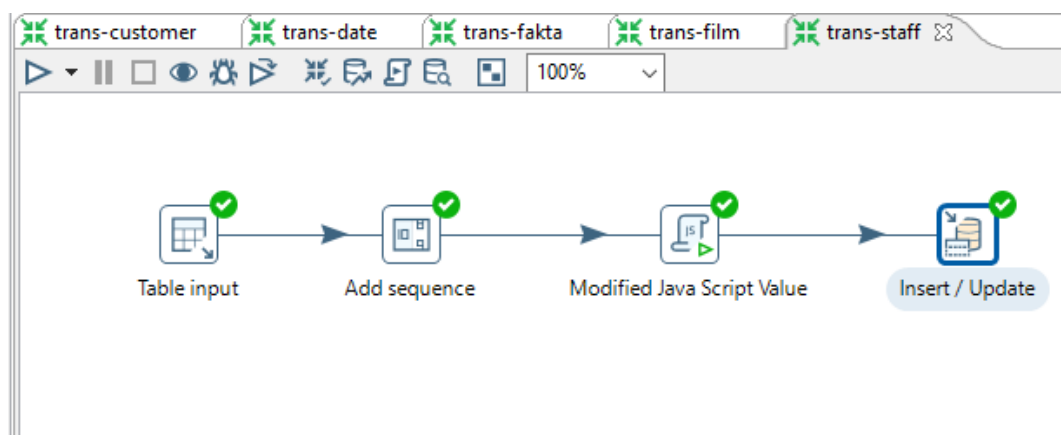 trans-customer
trans-date
trans-fakta
trans-film
trans-staff
100%
Table input
Add sequence
JS
Modified Java Script Value
Insert / Update